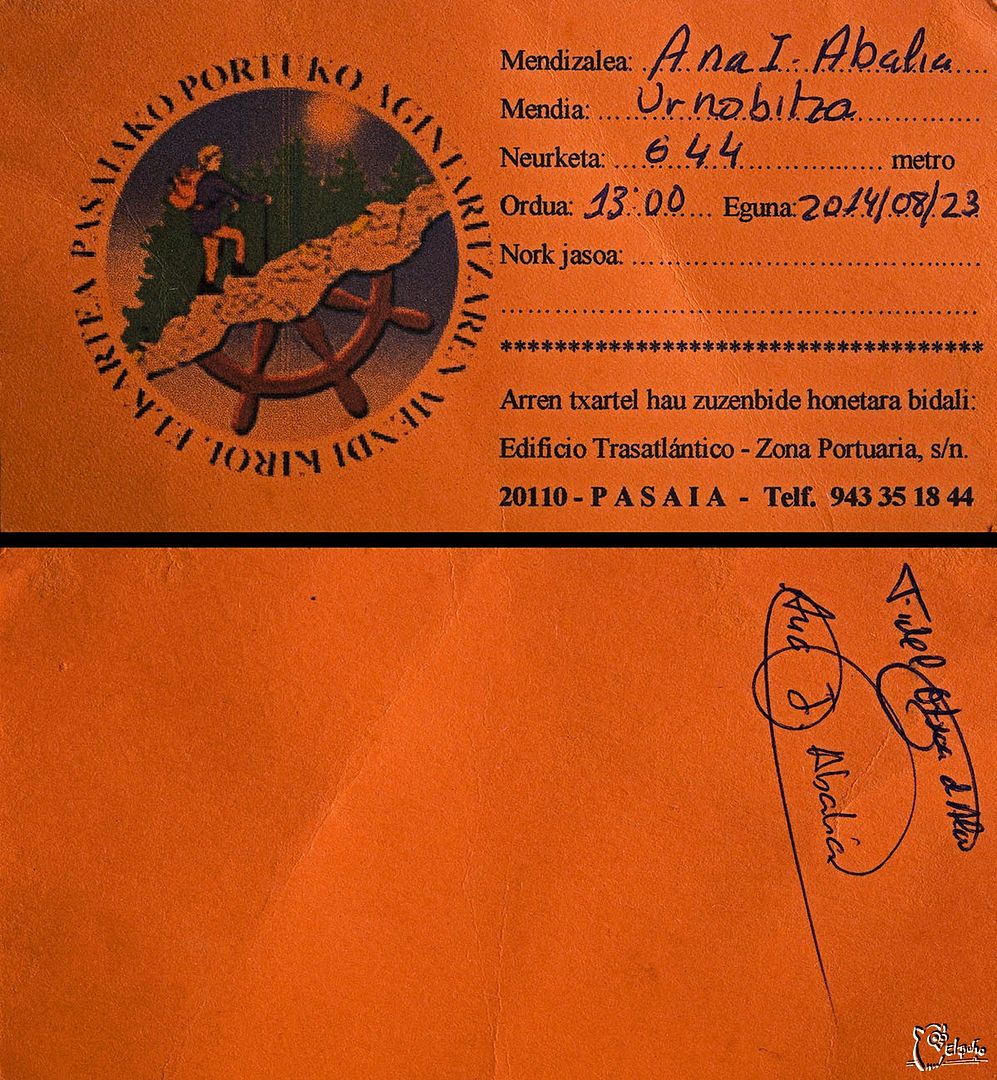 PASAIAKO PORTUKO AGINTARITZAREN MENDI KIROL ELKARTEA
Mendizalea: Ana I. Abalia
Mendia: Urnobitza
Neurketa: 644 metro
Ordua: 13:00 Eguna: 2014/08/23
Nork jasoa:
***********************************
Arren txartel hau zuzenbide honetara bidali:
Edificio Trasatlántico - Zona Portuaria, s/n.
20110 - P A S A I A - Telf. 943 35 18 44
Fidel
Ana I. Abalia